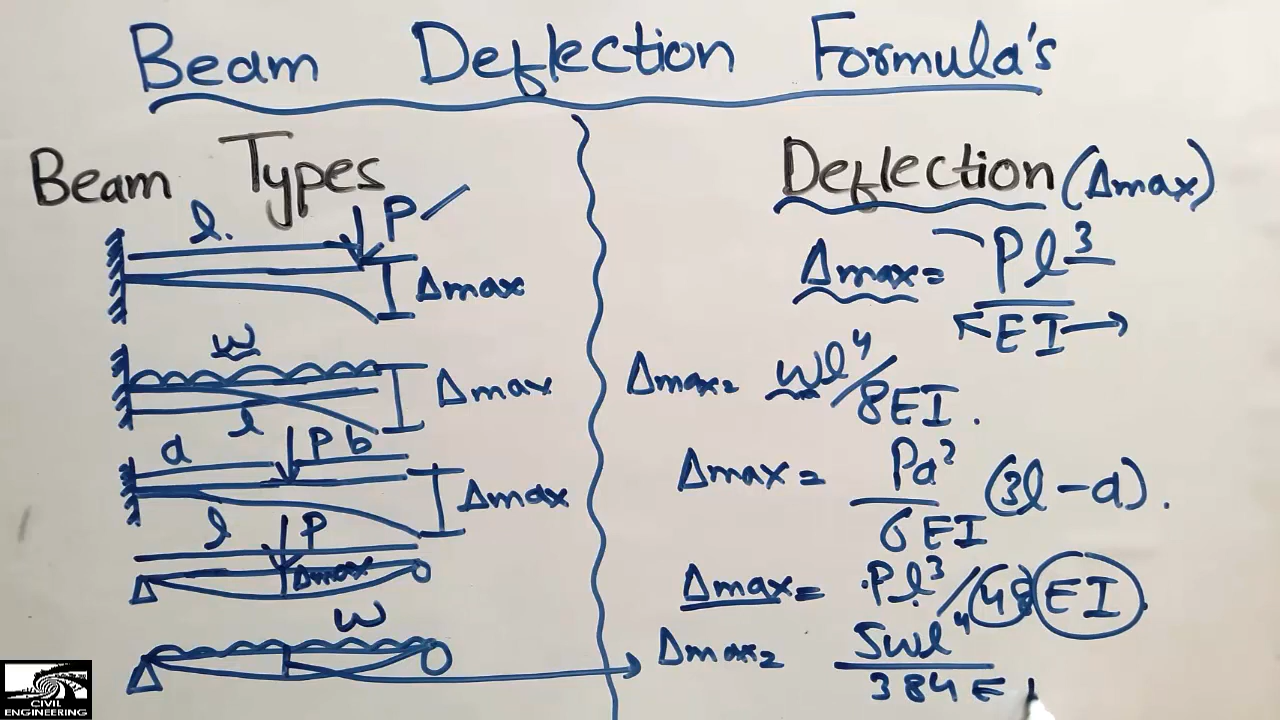 Beam Deflection Formula's
Beam Types
l.
P
Δmax
w
Δmax
l
a
P
b
Δmax
l
P
Δmax
w
Deflection (Δmax)
Δmax = Pl³ / EI
Δmax = wl⁴/8EI.
Δmax = Pa² / 6EI (3l - a).
Δmax = Pl³/48EI.
Δmax = 5wl⁴ / 384 E
CIVIL
ENGINEERING